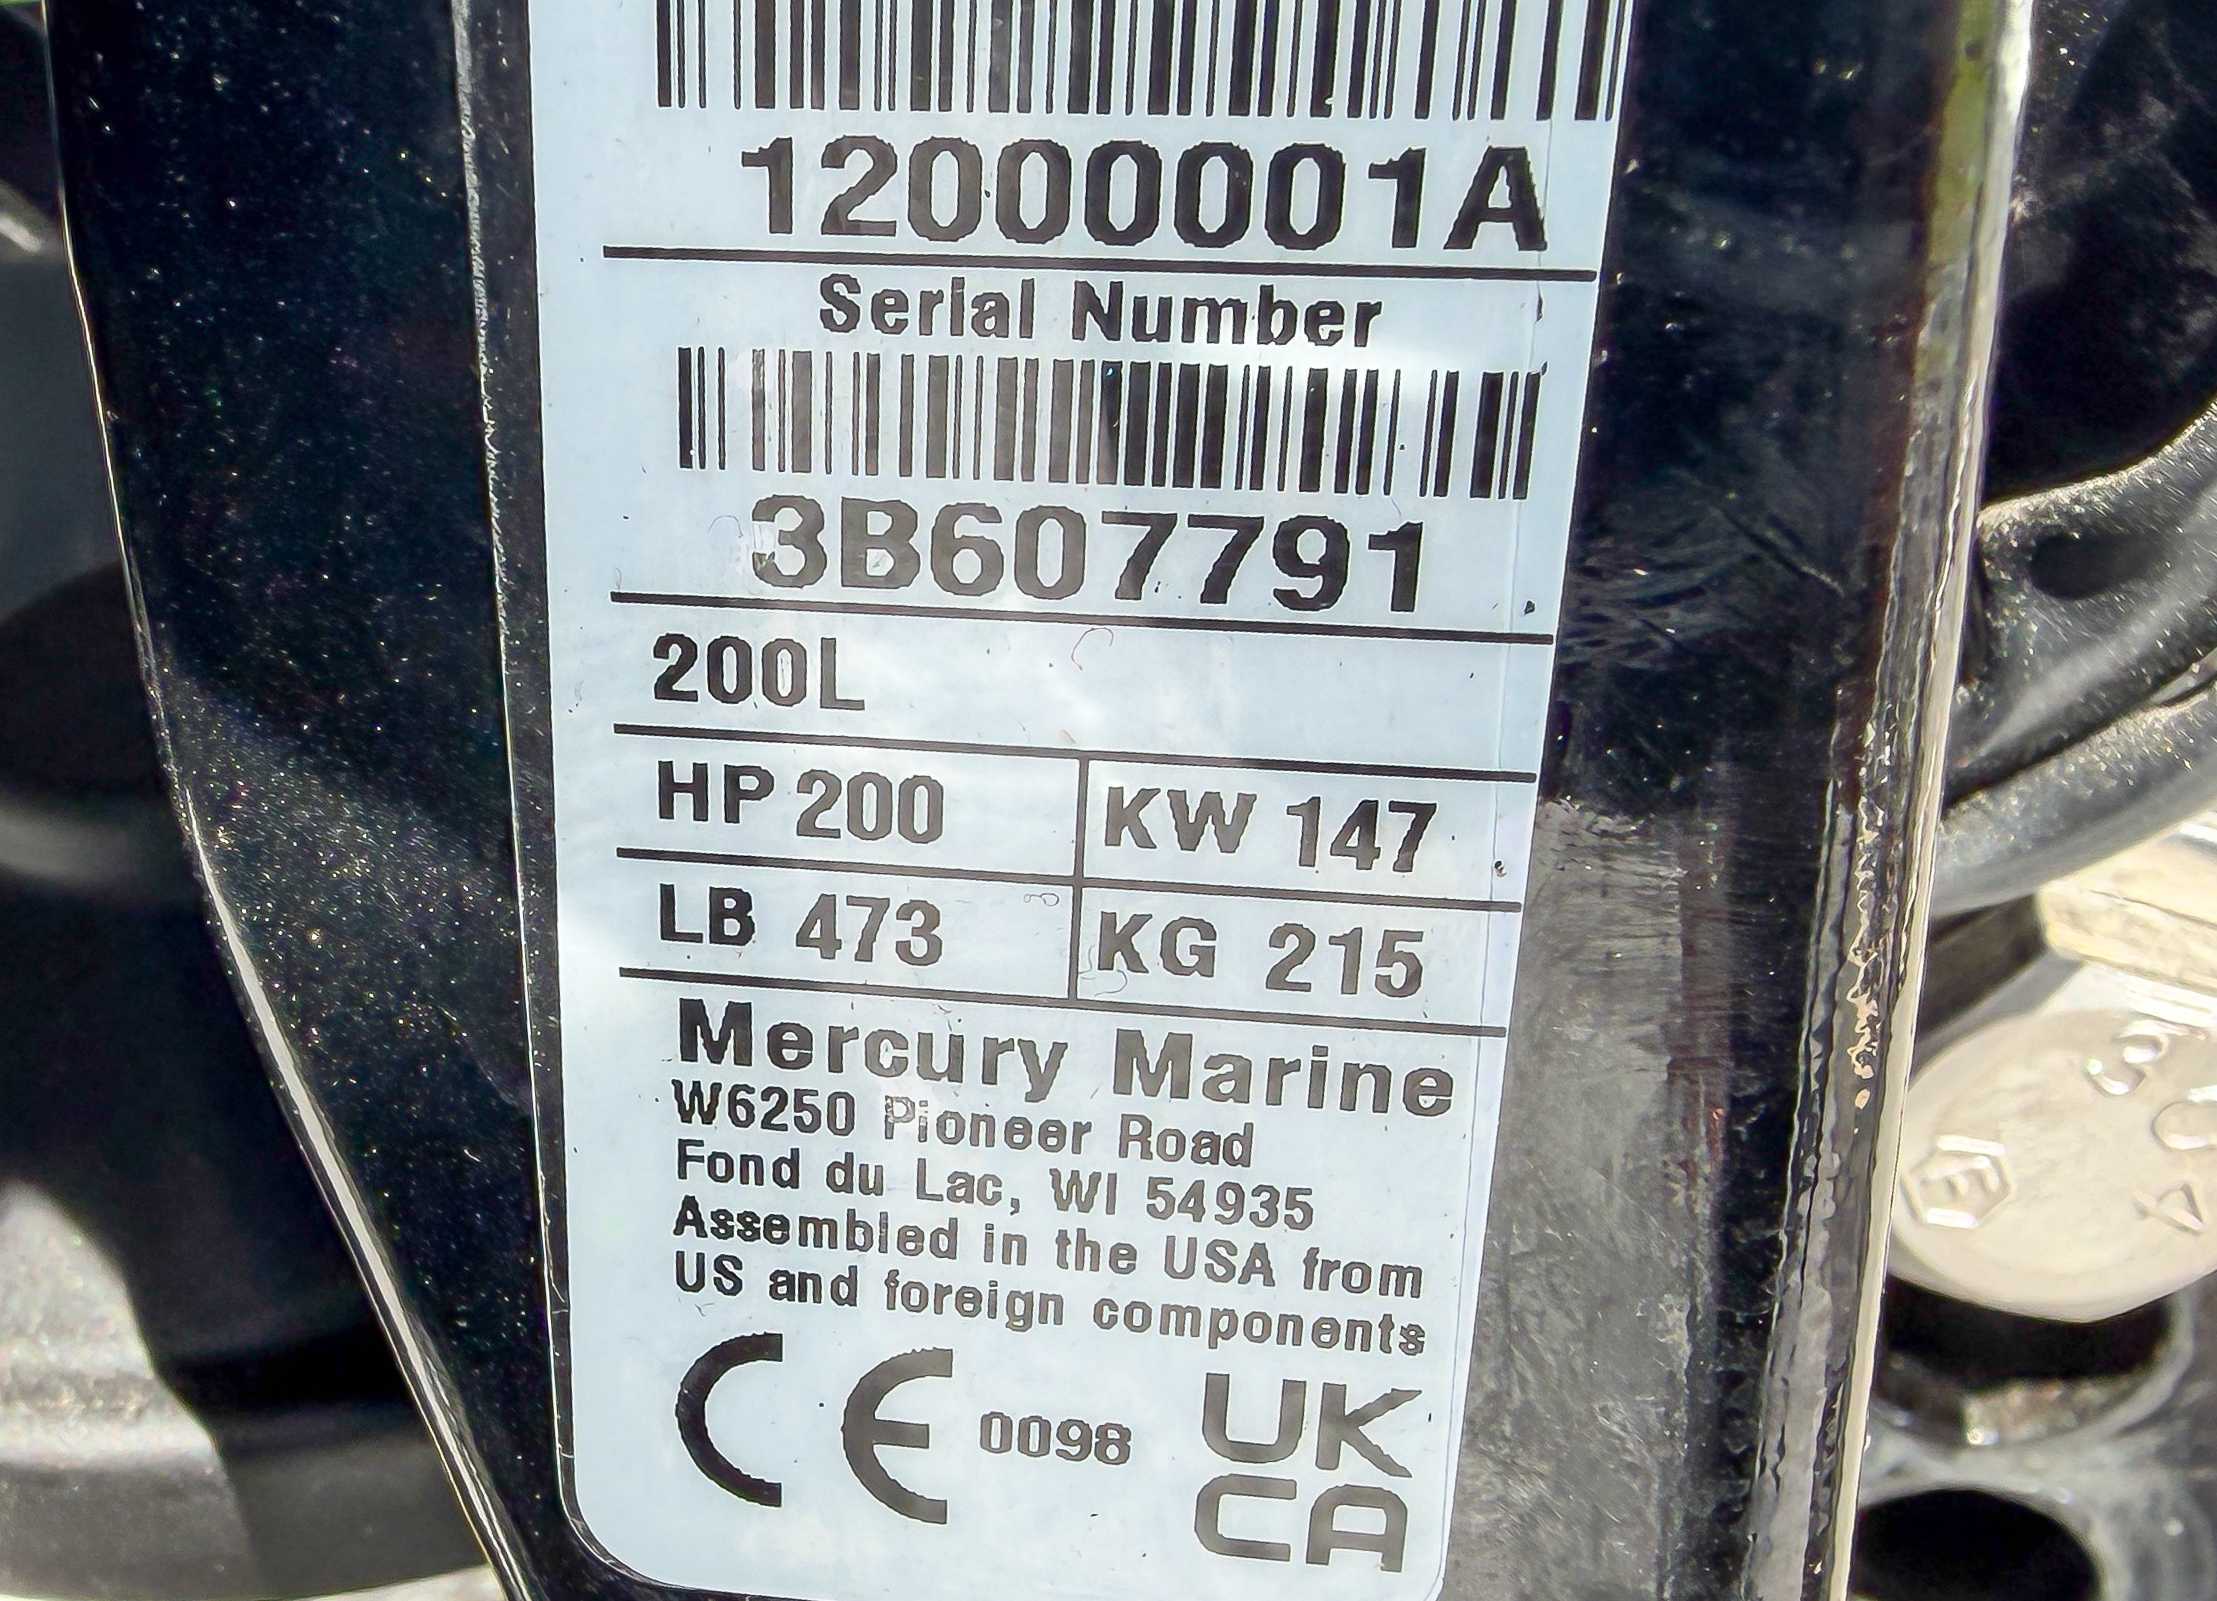 12000001A
Serial Number
3B607791
200L
HP 200 KW 147
LB 473 KG 215
Mercury Marine
W6250 Pioneer Road
Fond du Lac, WI 54935
Assembled in the USA from
US and foreign components
CE 0098 UK
CA